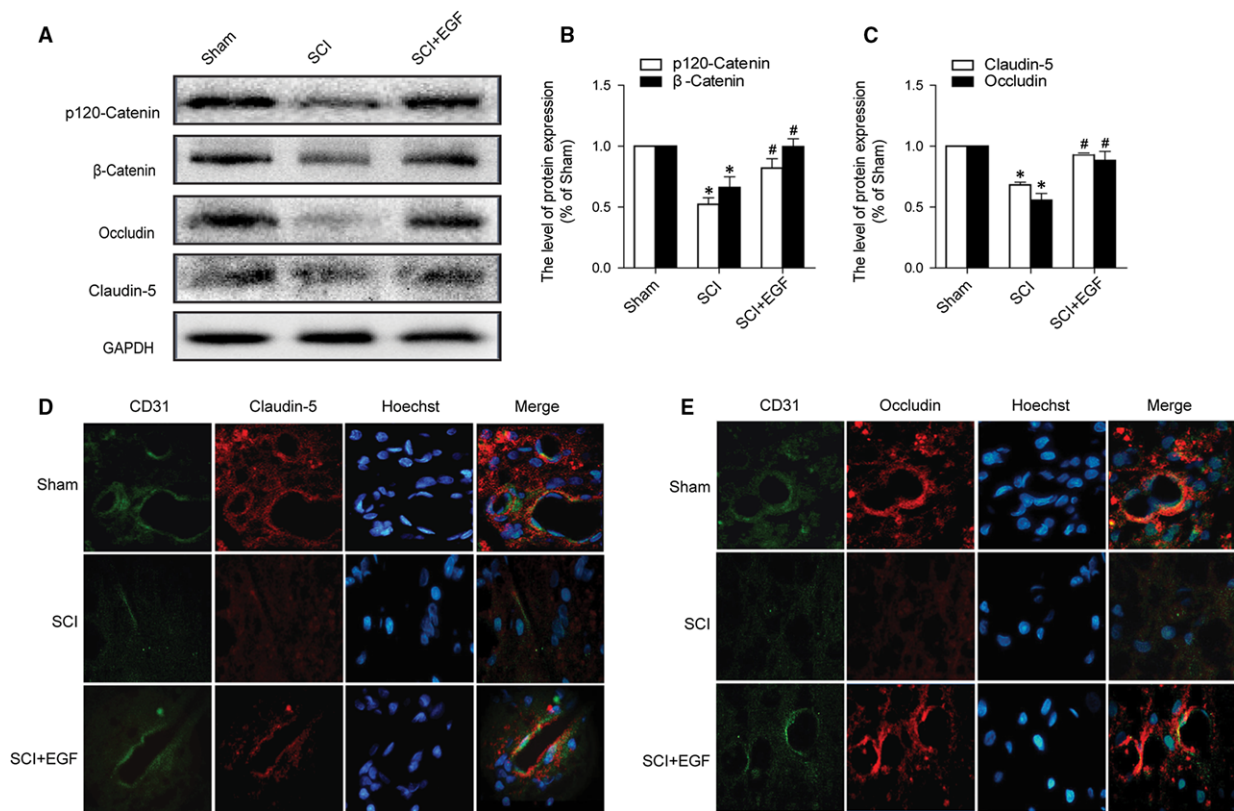 A
Sham
SCI
SCI+EGF
p120-Catenin
β-Catenin
Occludin
Claudin-5
GAPDH
B
p120-Catenin
β-Catenin
The level of protein expression
(% of Sham)
1.5
1.0
0.5
0.0
* *
# #
Sham
SCI
SCI+EGF
C
Claudin-5
Occludin
The level of protein expression
(% of Sham)
1.5
1.0
0.5
0.0
* *
# #
Sham
SCI
SCI+EGF
D
CD31 Claudin-5 Hoechst Merge
Sham
SCI
SCI+EGF
E
CD31 Occludin Hoechst Merge
Sham
SCI
SCI+EGF